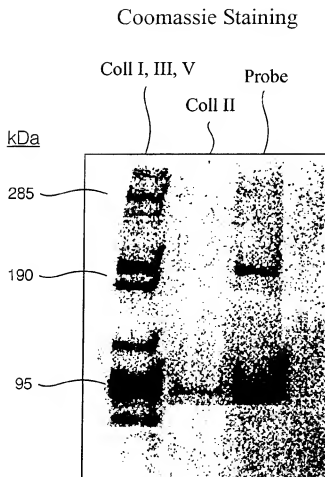 Coomassie Staining
Coll I, III, V
Coll II
Probe
kDa
285
190
95